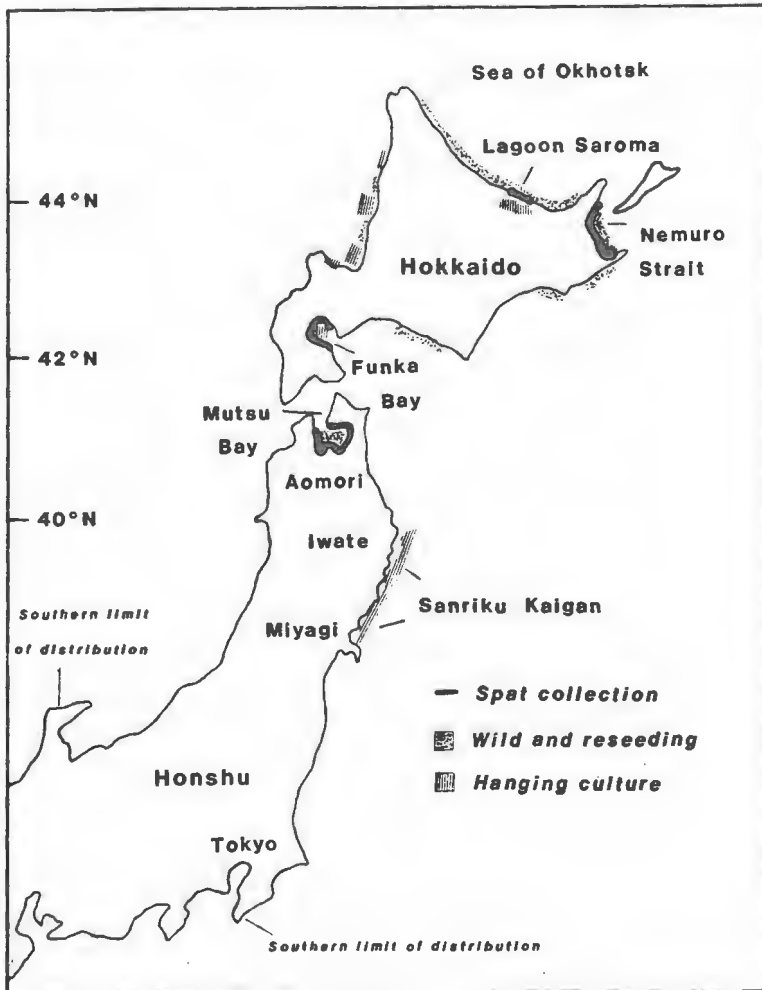 Sea of Okhotsk
Lagoon Saroma
44°N
Nemuro
Strait
Hokkaido
42°N
Funka
Bay
Mutsu
Bay
Aomori
40°N
Iwate
Sanriku Kaigan
Southern limit
of distribution
Miyagi
Spat collection
Wild and reseeding
Hanging culture
Honshu
Tokyo
Southern limit of distribution